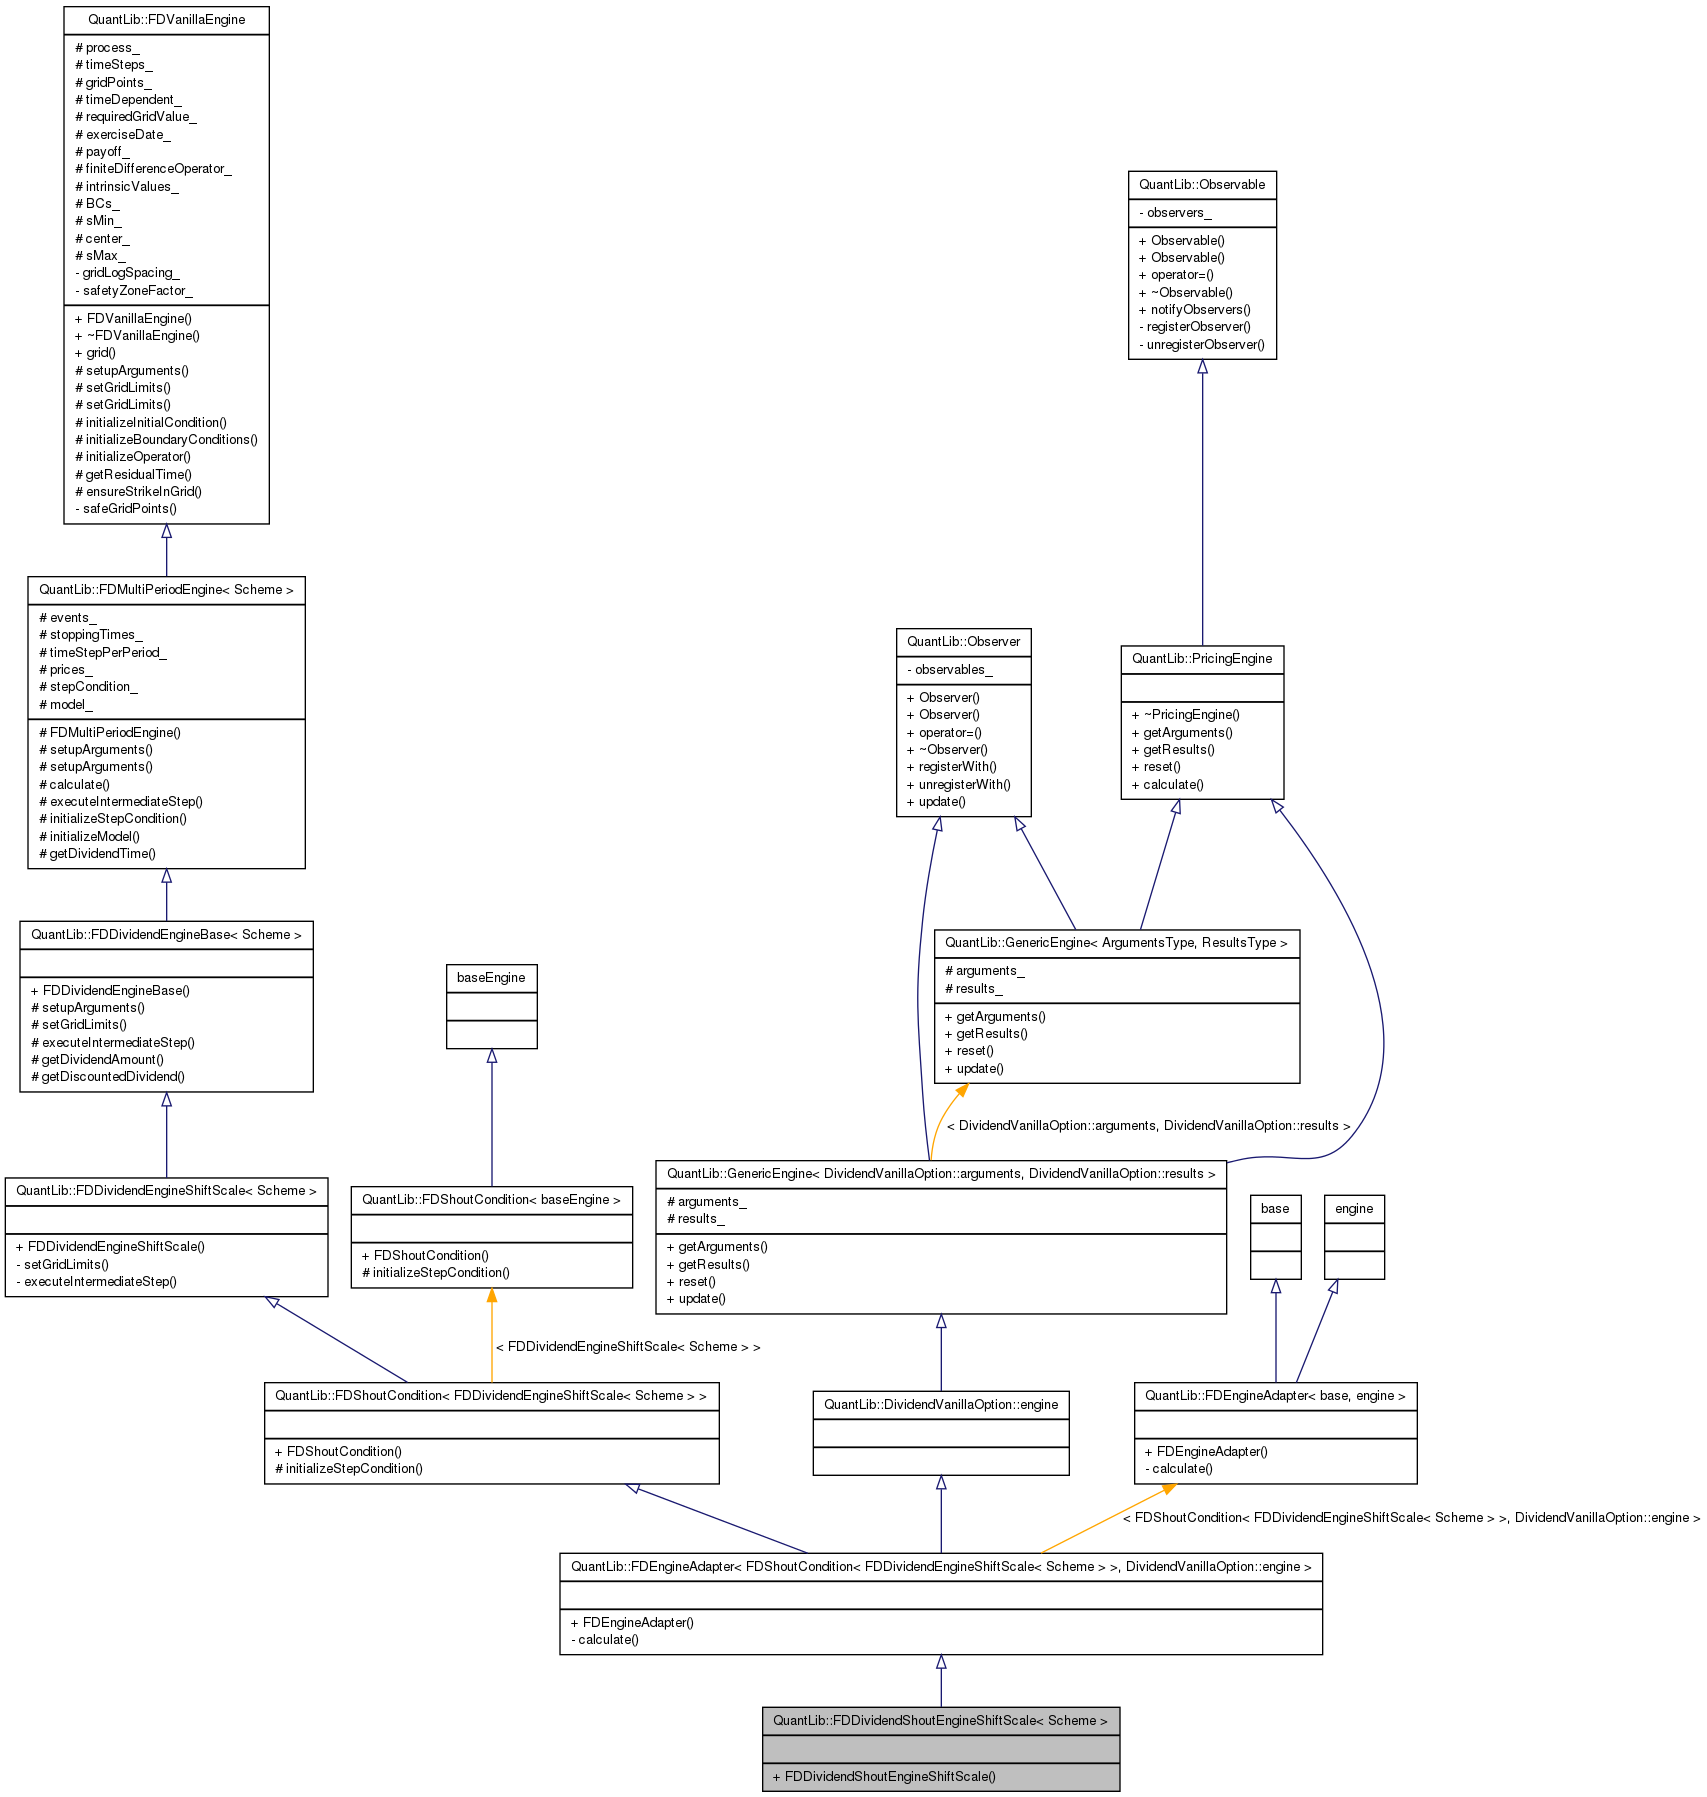 QuantLib::FDVanillaEngine
# process_
# timeSteps_
# gridPoints_
# timeDependent_
# requiredGridValue_
# exerciseDate_
# payoff_
# finiteDifferenceOperator_
# intrinsicValues_
# BCs_
# sMin_
# center_
# sMax_
- gridLogSpacing_
- safetyZoneFactor_
+ FDVanillaEngine()
+ ~FDVanillaEngine()
+ grid()
# setupArguments()
# setGridLimits()
# setGridLimits()
# initializeInitialCondition()
# initializeBoundaryConditions()
# initializeOperator()
# getResidualTime()
# ensureStrikeInGrid()
- safeGridPoints()
QuantLib::Observable
- observers_
+ Observable()
+ Observable()
+ operator=()
+ ~Observable()
+ notifyObservers()
- registerObserver()
- unregisterObserver()
QuantLib::FDMultiPeriodEngine< Scheme >
# events_
# stoppingTimes_
# timeStepPerPeriod_
# prices_
# stepCondition_
# model_
# FDMultiPeriodEngine()
# setupArguments()
# setupArguments()
# calculate()
# executeIntermediateStep()
# initializeStepCondition()
# initializeModel()
# getDividendTime()
QuantLib::Observer
- observables_
+ Observer()
+ Observer()
+ operator=()
+ ~Observer()
+ registerWith()
+ unregisterWith()
+ update()
QuantLib::PricingEngine
+ ~PricingEngine()
+ getArguments()
+ getResults()
+ reset()
+ calculate()
QuantLib::FDDividendEngineBase< Scheme >
+ FDDividendEngineBase()
# setupArguments()
# setGridLimits()
# executeIntermediateStep()
# getDividendAmount()
# getDiscountedDividend()
baseEngine
QuantLib::GenericEngine< ArgumentsType, ResultsType >
# arguments_
# results_
+ getArguments()
+ getResults()
+ reset()
+ update()
< DividendVanillaOption::arguments, DividendVanillaOption::results >
QuantLib::FDDividendEngineShiftScale< Scheme >
+ FDDividendEngineShiftScale()
- setGridLimits()
- executeIntermediateStep()
QuantLib::FDShoutCondition< baseEngine >
+ FDShoutCondition()
# initializeStepCondition()
QuantLib::GenericEngine< DividendVanillaOption::arguments, DividendVanillaOption::results >
# arguments_
# results_
+ getArguments()
+ getResults()
+ reset()
+ update()
base
engine
< FDDividendEngineShiftScale< Scheme > >
QuantLib::FDShoutCondition< FDDividendEngineShiftScale< Scheme > >
+ FDShoutCondition()
# initializeStepCondition()
QuantLib::DividendVanillaOption::engine
QuantLib::FDEngineAdapter< base, engine >
+ FDEngineAdapter()
- calculate()
< FDShoutCondition< FDDividendEngineShiftScale< Scheme > >, DividendVanillaOption::engine >
QuantLib::FDEngineAdapter< FDShoutCondition< FDDividendEngineShiftScale< Scheme > >, DividendVanillaOption::engine >
+ FDEngineAdapter()
- calculate()
QuantLib::FDDividendShoutEngineShiftScale< Scheme >
+ FDDividendShoutEngineShiftScale()